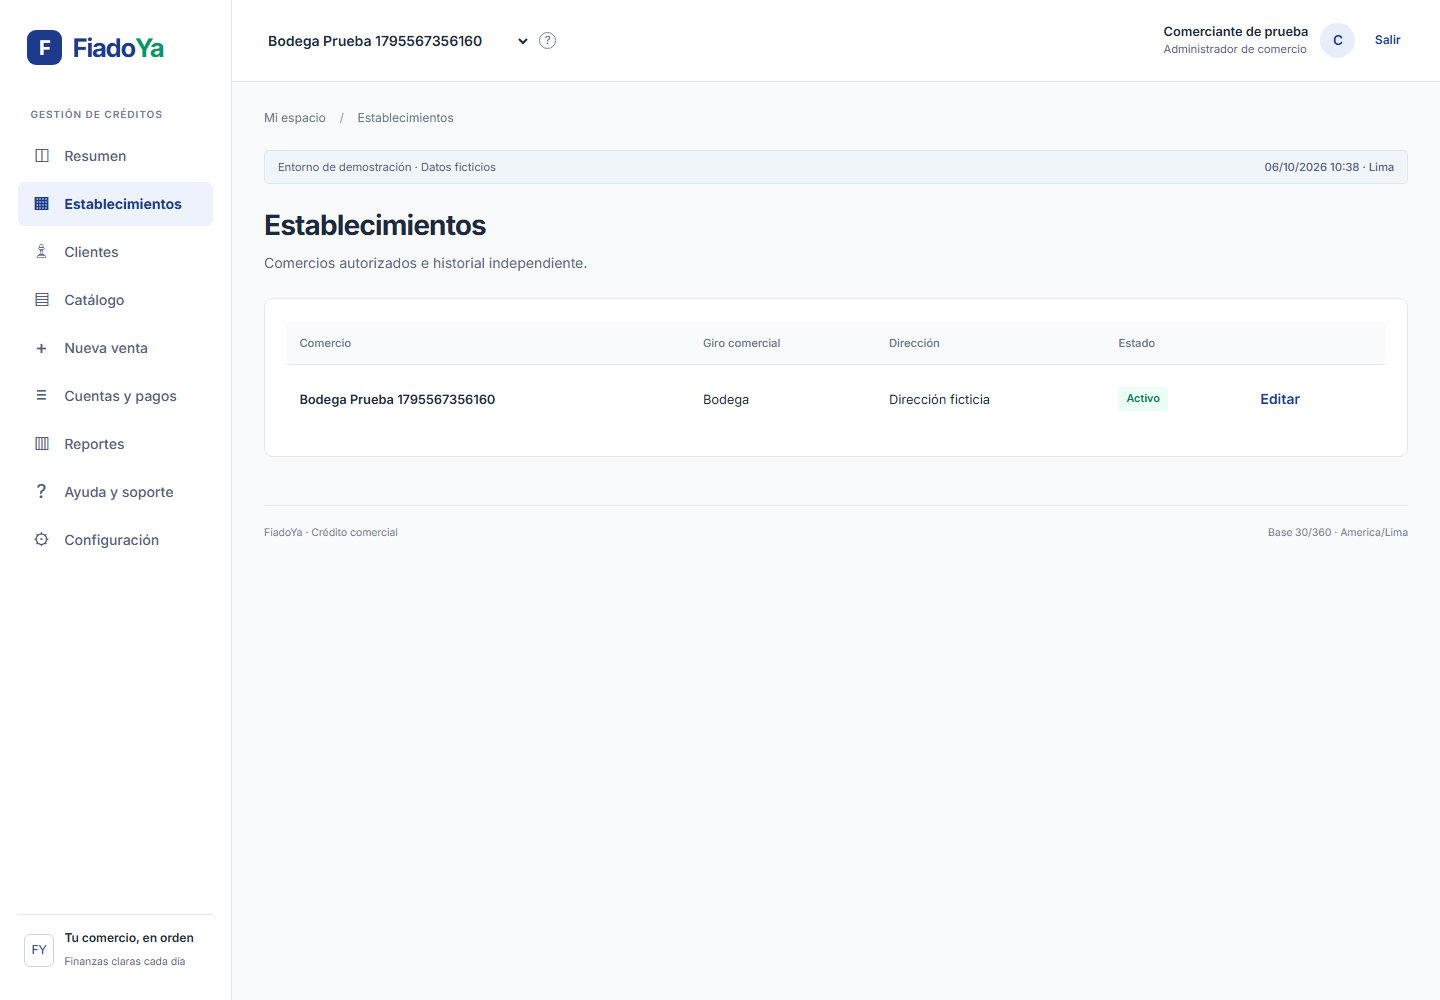 F FiadoYa
GESTIÓN DE CRÉDITOS
Resumen
Establecimientos
Clientes
Catálogo
+ Nueva venta
Cuentas y pagos
Reportes
? Ayuda y soporte
Configuración
FY
Tu comercio, en orden
Finanzas claras cada día
Bodega Prueba 1795567356160 ?
Comerciante de prueba
Administrador de comercio
C
Salir
Mi espacio / Establecimientos
Entorno de demostración · Datos ficticios 06/10/2026 10:38 · Lima
Establecimientos
Comercios autorizados e historial independiente.
Comercio Giro comercial Dirección Estado
Bodega Prueba 1795567356160 Bodega Dirección ficticia Activo Editar
FiadoYa · Crédito comercial Base 30/360 · America/Lima